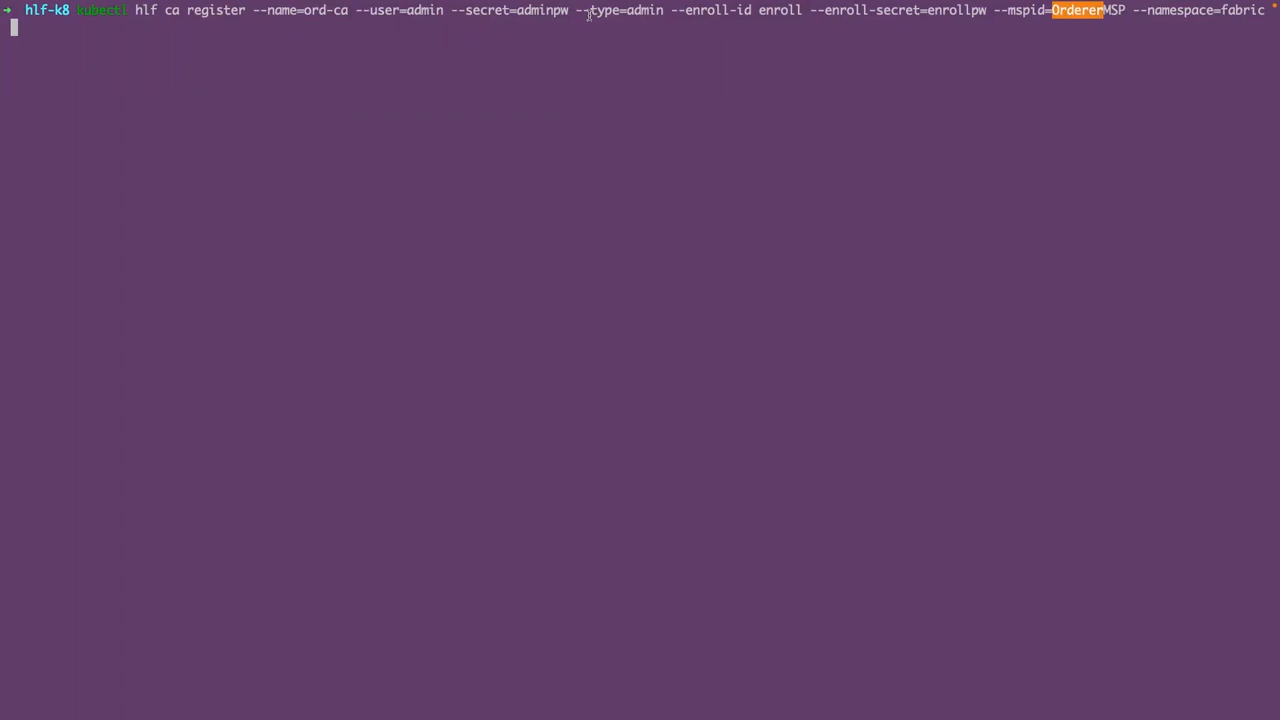 ➜ hlf-k8 kubectl hlf ca register --name=ord-ca --user=admin --secret=adminpw --type=admin --enroll-id enroll --enroll-secret=enrollpw --mspid=OrdererMSP --namespace=fabric